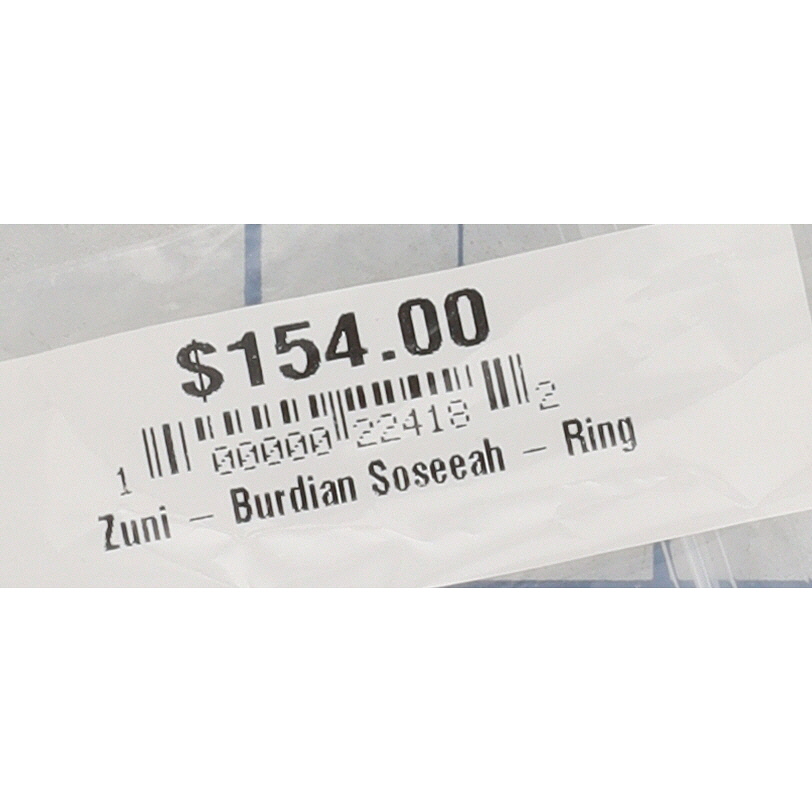 $154.00
1 00000 22418 2
Zuni - Burdian Soseeah - Ring